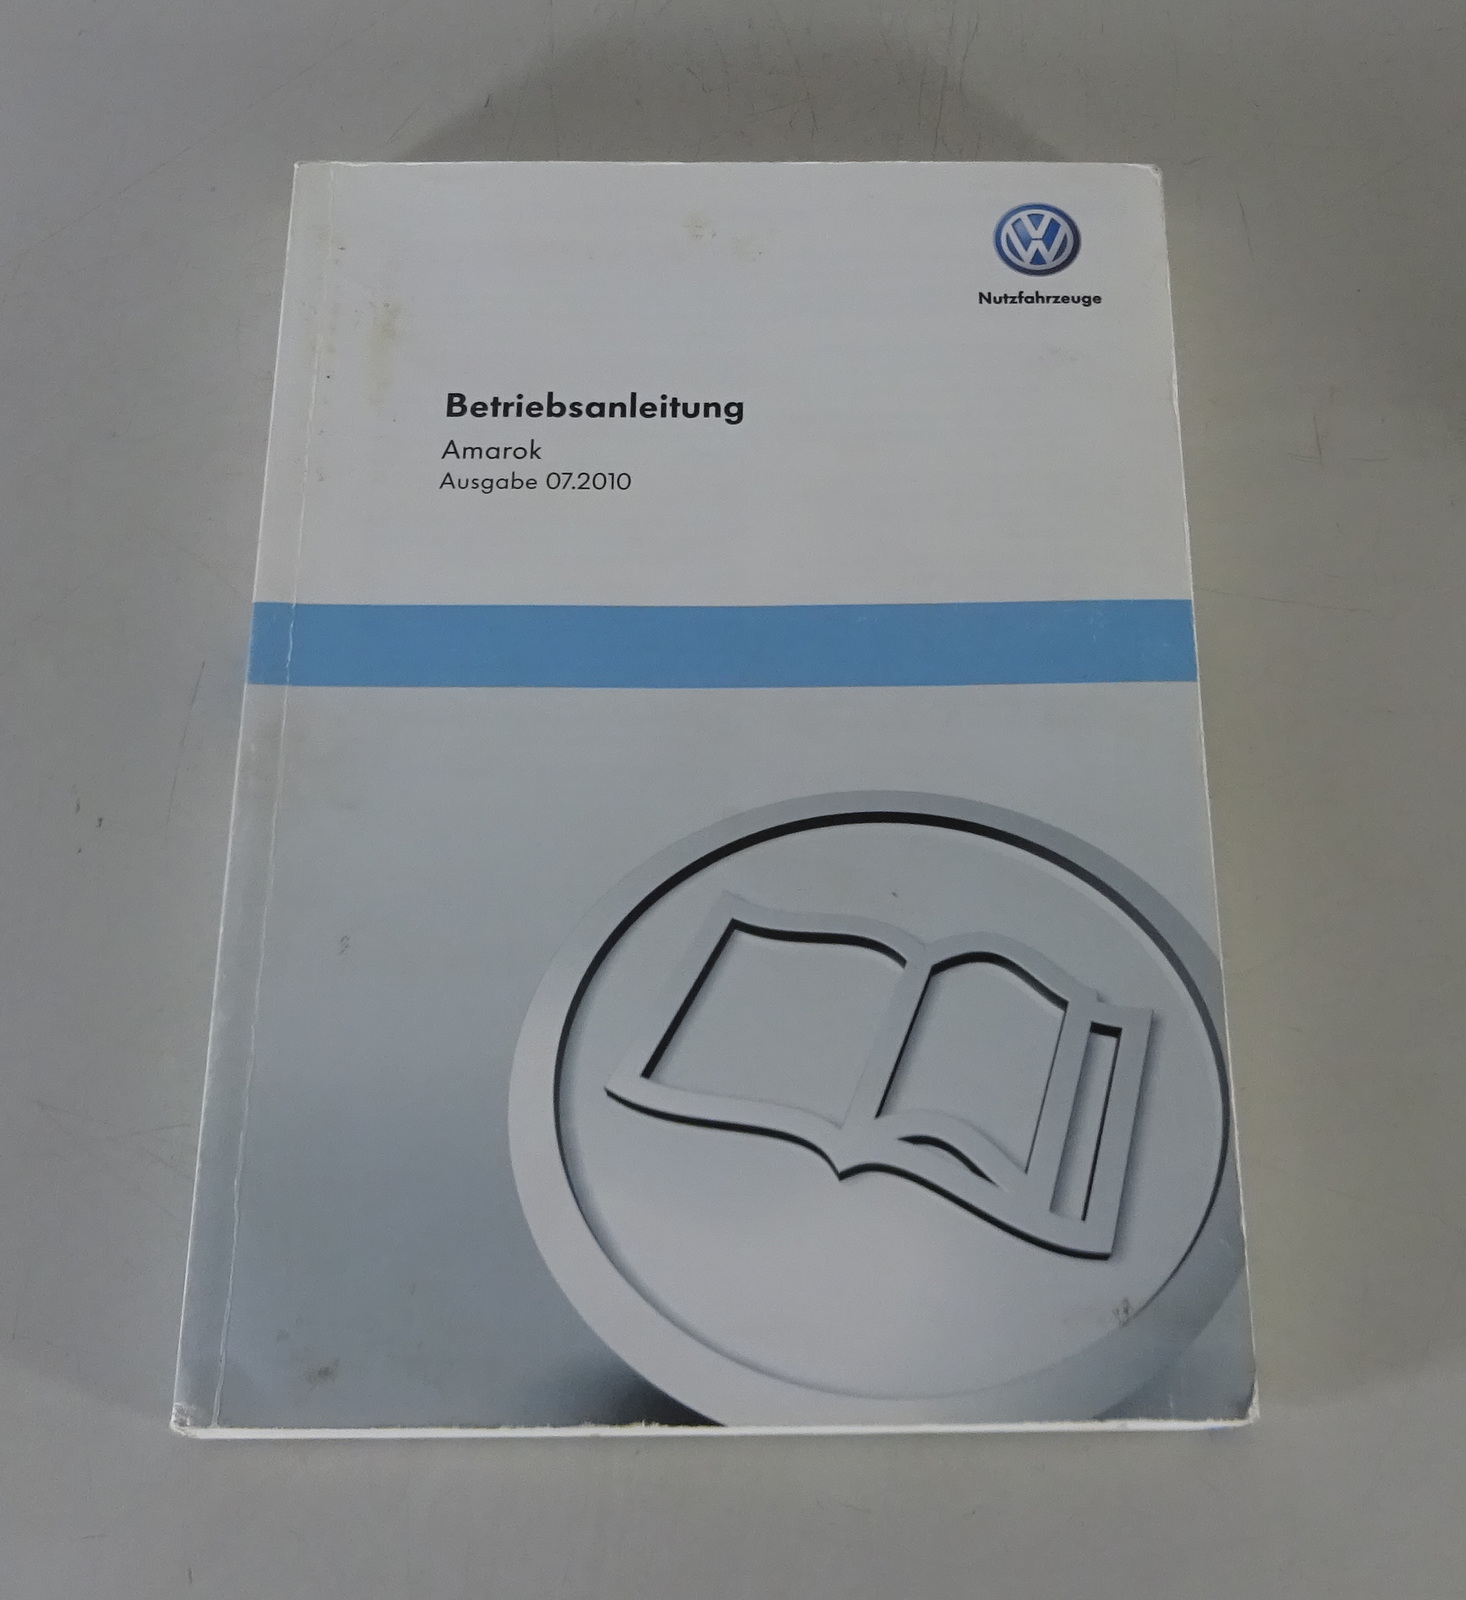 Nutzfahrzeuge
Betriebsanleitung
Amarok
Ausgabe 07.2010